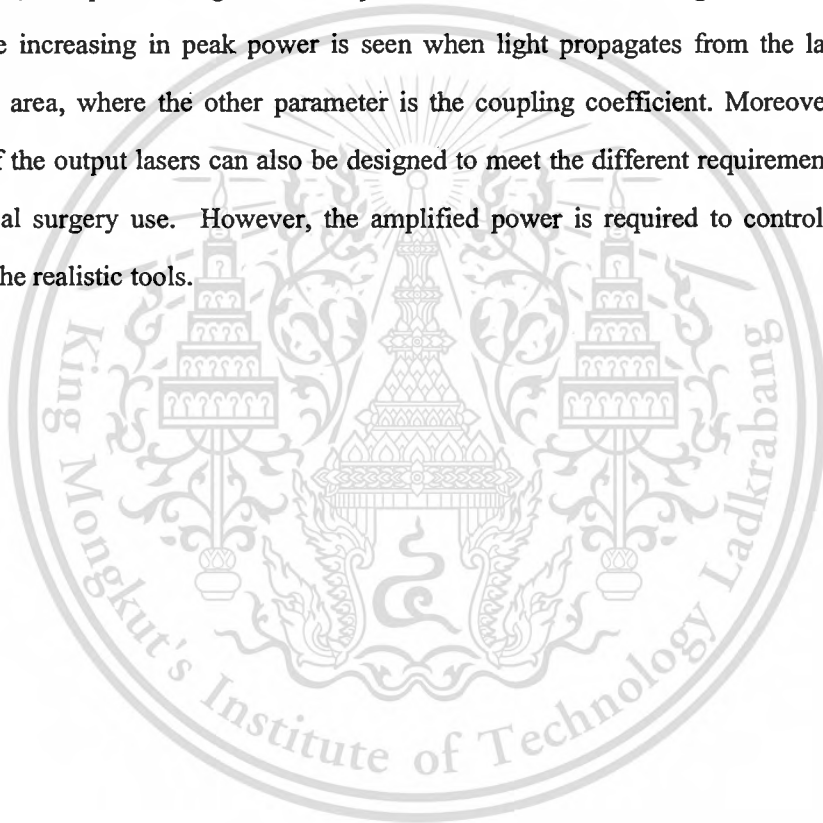 e increasing in peak power is seen when light propagates from the la
area, where the other parameter is the coupling coefficient. Moreove
f the output lasers can also be designed to meet the different requiremen
al surgery use. However, the amplified power is required to control
he realistic tools.
King Mongkut's Institute of Technology Ladkrabang